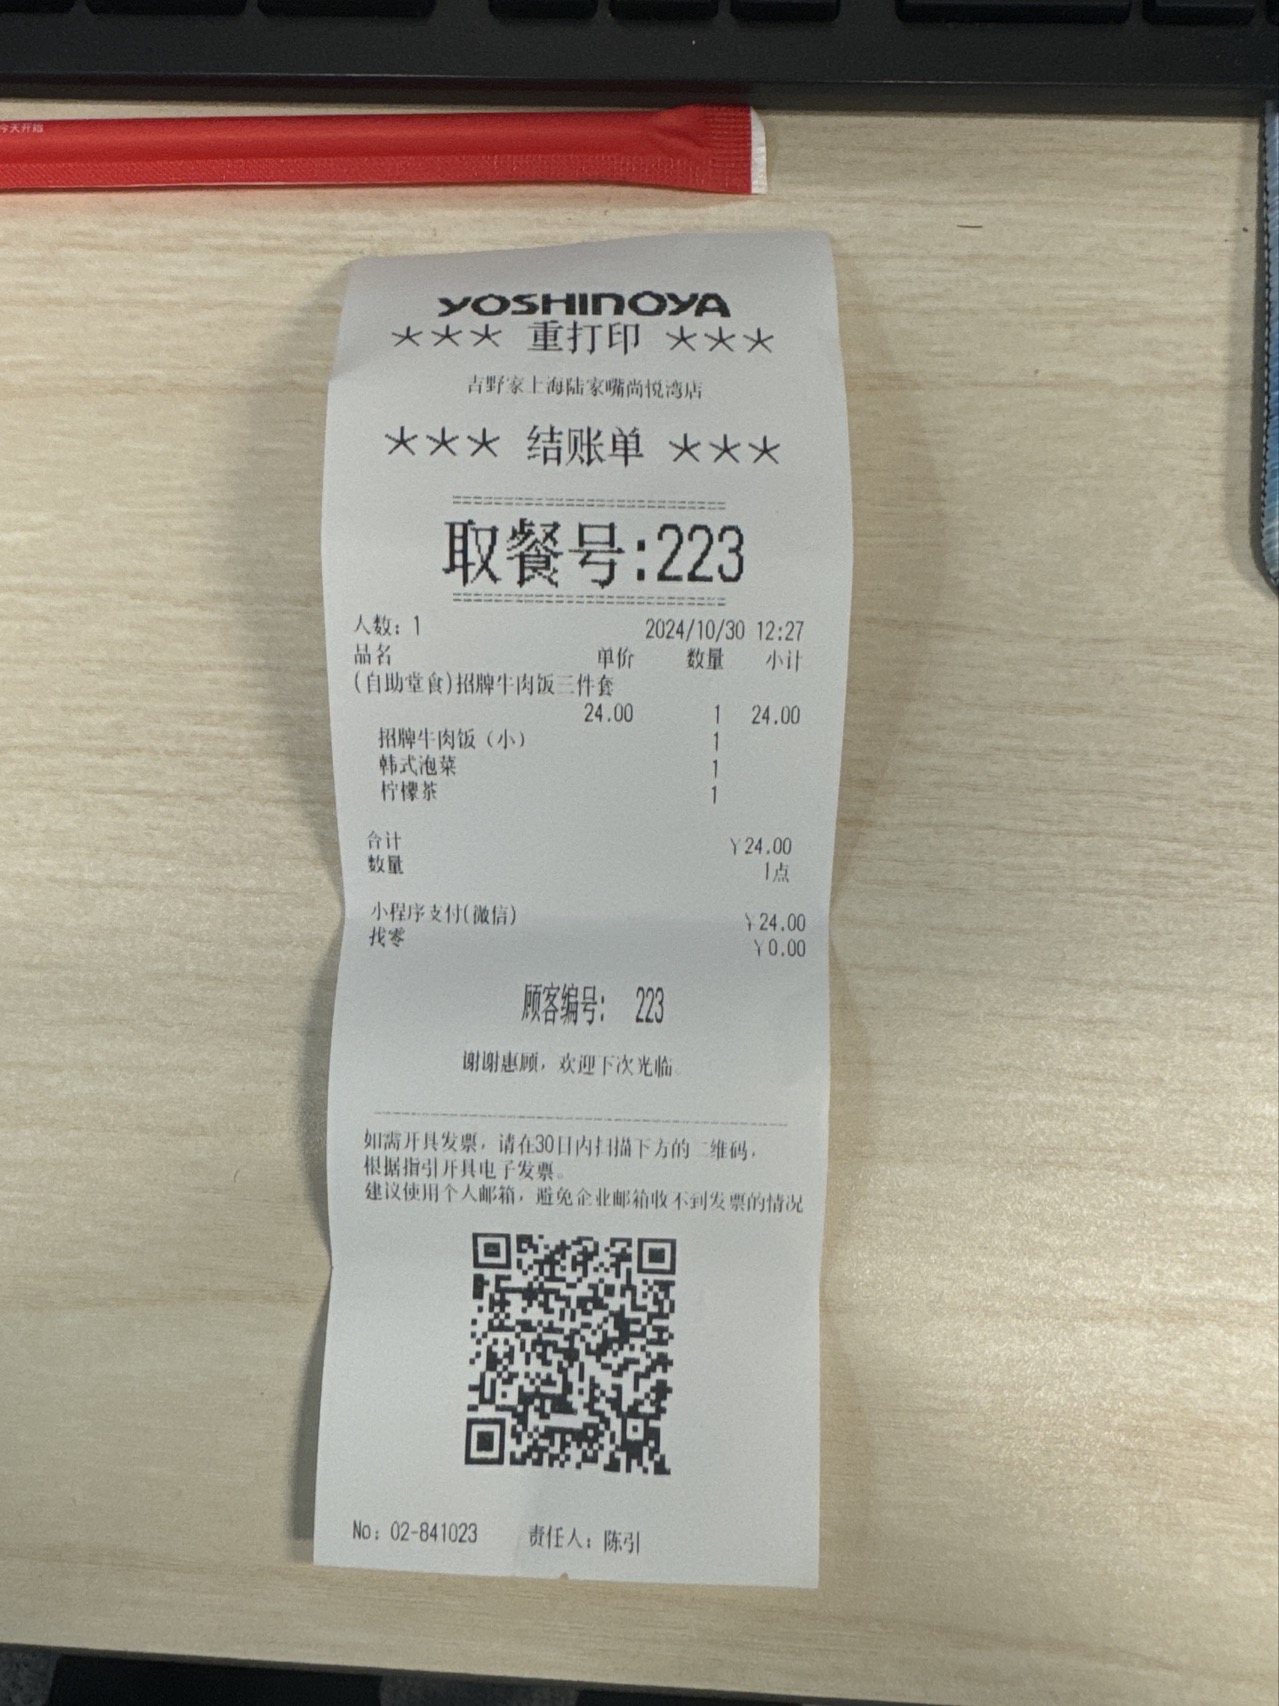 今天开始
YOSHINOYA
*** 重打印 ***
吉野家上海陆家嘴尚悦湾店
*** 结账单 ***
取餐号:223
人数: 1 2024/10/30 12:27
品名 单价 数量 小计
(自助堂食)招牌牛肉饭三件套
24.00 1 24.00
招牌牛肉饭（小） 1
韩式泡菜 1
柠檬茶 1
合计 ¥24.00
数量 1点
小程序支付(微信) ¥24.00
找零 ¥0.00
顾客编号: 223
谢谢惠顾，欢迎下次光临
如需开具发票，请在30日内扫描下方的二维码，
根据指引开具电子发票。
建议使用个人邮箱，避免企业邮箱收不到发票的情况
No: 02-841023 责任人: 陈引